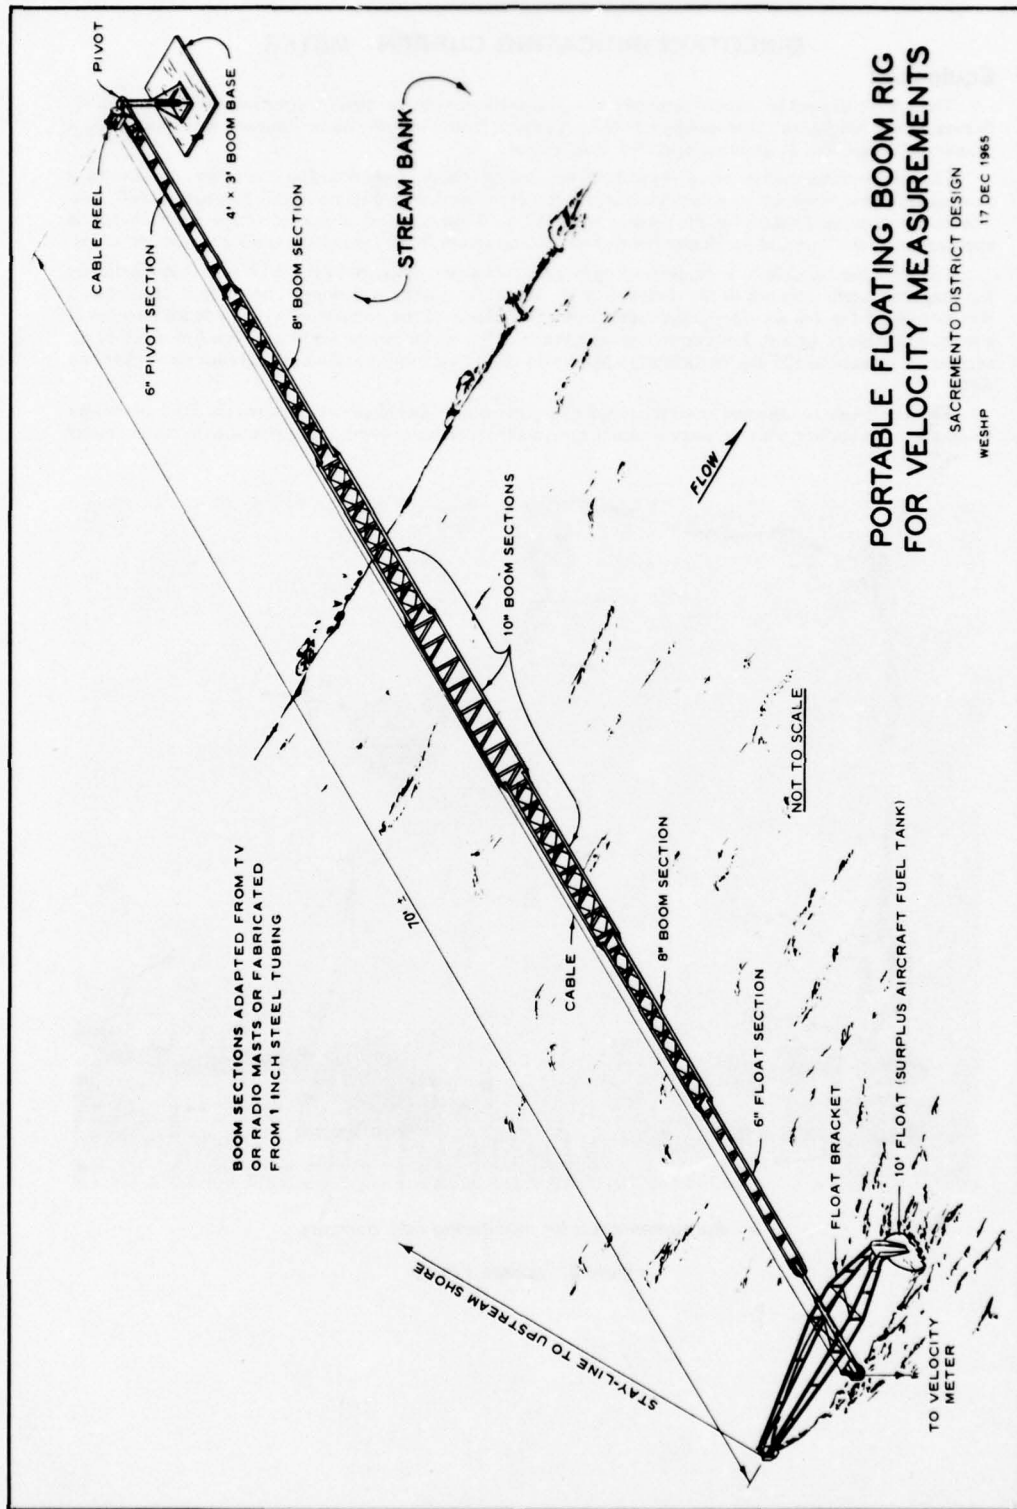 PIVOT
CABLE REEL
4' x 3' BOOM BASE
6" PIVOT SECTION
8" BOOM SECTION
STREAM BANK
70' ±
10" BOOM SECTIONS
FLOW
BOOM SECTIONS ADAPTED FROM TV
OR RADIO MASTS OR FABRICATED
FROM 1 INCH STEEL TUBING
CABLE
8" BOOM SECTION
NOT TO SCALE
6" FLOAT SECTION
FLOAT BRACKET
10' FLOAT (SURPLUS AIRCRAFT FUEL TANK)
STAY-LINE TO UPSTREAM SHORE
TO VELOCITY
METER
PORTABLE FLOATING BOOM RIG
FOR VELOCITY MEASUREMENTS
SACREMENTO DISTRICT DESIGN
WESHP 17 DEC 1965